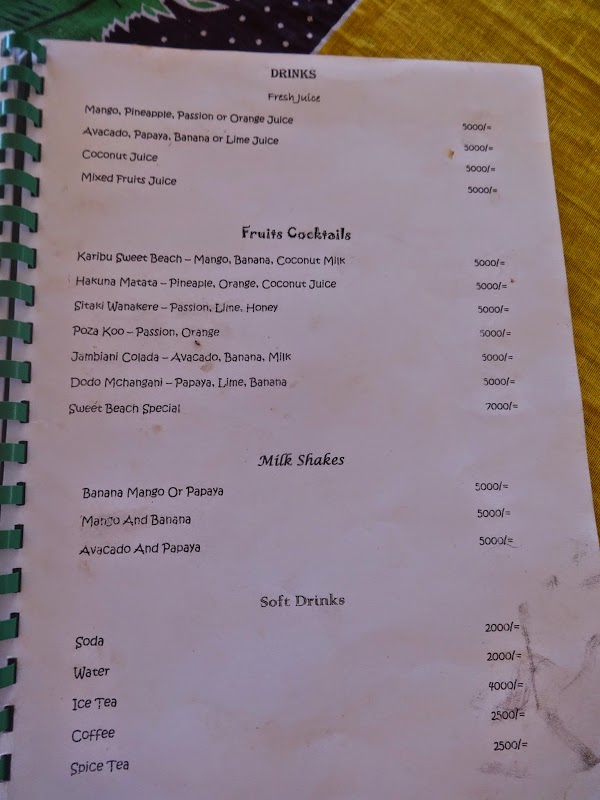 DRINKS
Fresh Juice
Mango, Pineapple, Passion or Orange Juice 5000/=
Avacado, Papaya, Banana or Lime Juice 5000/=
Coconut Juice 5000/=
Mixed Fruits Juice 5000/=
Fruits Cocktails
Karibu Sweet Beach – Mango, Banana, Coconut Milk 5000/=
Hakuna Matata – Pineaple, Orange, Coconut Juice 5000/=
Sitaki Wanakere – Passion, Lime, Honey 5000/=
Poza Koo – Passion, Orange 5000/=
Jambiani Colada – Avacado, Banana, Milk 5000/=
Dodo Mchangani – Papaya, Lime, Banana 5000/=
Sweet Beach Special 7000/=
Milk Shakes
Banana Mango Or Papaya 5000/=
Mango And Banana 5000/=
Avacado And Papaya 5000/=
Soft Drinks
Soda 2000/=
Water 2000/=
Ice Tea 4000/=
Coffee 2500/=
Spice Tea 2500/=